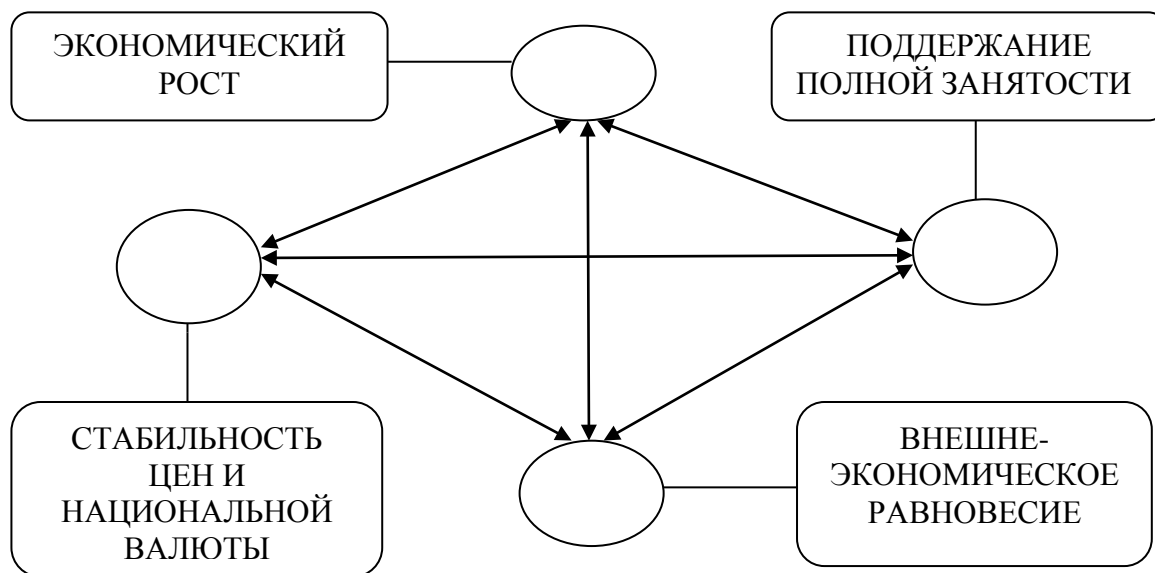 ЭКОНОМИЧЕСКИЙ
РОСТ
ПОДДЕРЖАНИЕ
ПОЛНОЙ ЗАНЯТОСТИ
СТАБИЛЬНОСТЬ
ЦЕН И
НАЦИОНАЛЬНОЙ
ВАЛЮТЫ
ВНЕШНЕ-
ЭКОНОМИЧЕСКОЕ
РАВНОВЕСИЕ